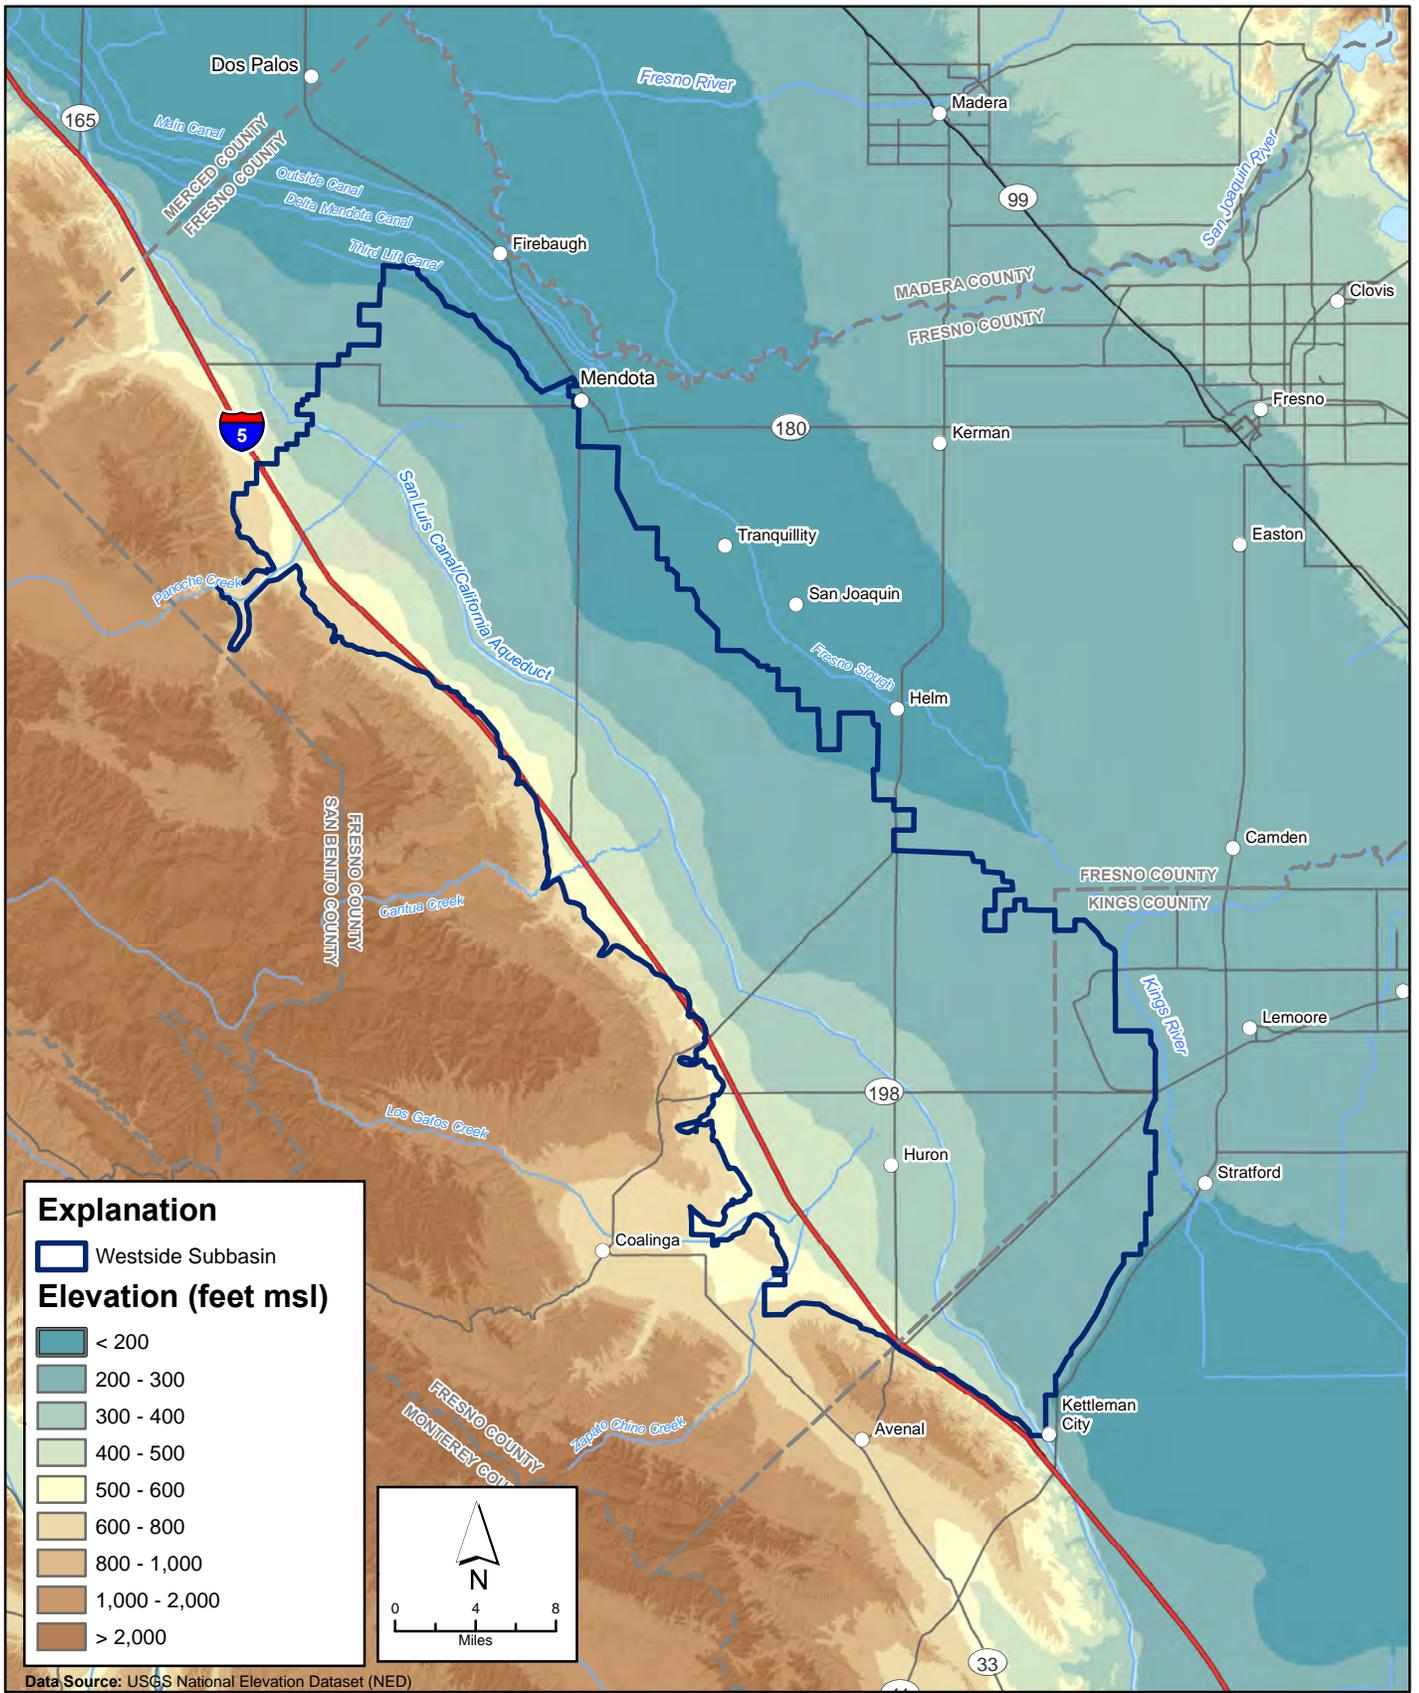 Dos Palos
165
Fresno River
Madera
Main Canal
MERCED COUNTY
FRESNO COUNTY
Outside Canal
Delta Mendota Canal
Third Lift Canal
Firebaugh
99
San Joaquin River
MADERA COUNTY
FRESNO COUNTY
Clovis
Mendota
5
180
Kerman
Fresno
San Luis Canal/California Aqueduct
Tranquillity
Easton
Panoche Creek
San Joaquin
Fresno Slough
Helm
SAN BENITO COUNTY
FRESNO COUNTY
Camden
Cantua Creek
FRESNO COUNTY
KINGS COUNTY
Kings River
Lemoore
Los Gatos Creek
198
Huron
Stratford
Coalinga
Explanation
Westside Subbasin
Elevation (feet msl)
< 200
200 - 300
300 - 400
400 - 500
500 - 600
600 - 800
800 - 1,000
1,000 - 2,000
> 2,000
FRESNO COUNTY
MONTEREY
Zapato Chino Creek
Avenal
Kettleman
City
N
0 4 8
Miles
33
Data Source: USGS National Elevation Dataset (NED)